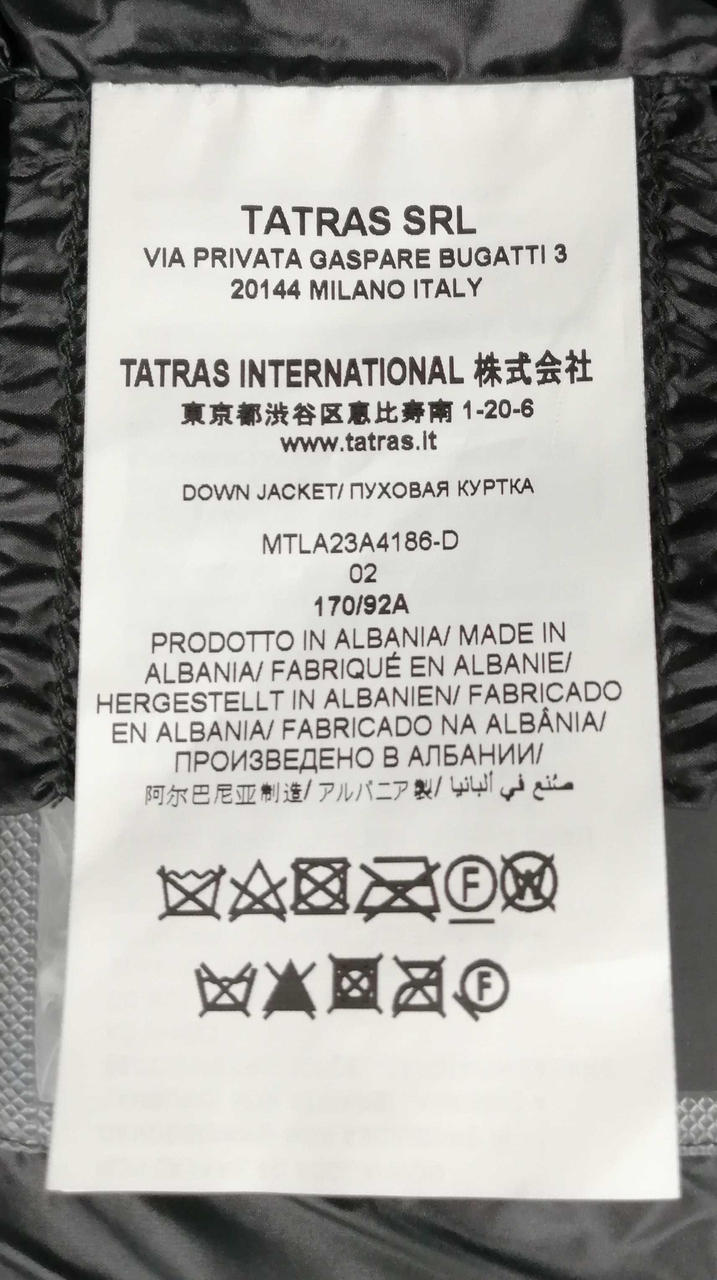 TATRAS SRL
VIA PRIVATA GASPARE BUGATTI 3
20144 MILANO ITALY
TATRAS INTERNATIONAL 株式会社
東京都渋谷区恵比寿南 1-20-6
www.tatras.it
DOWN JACKET/ ПУХОВАЯ КУРТКА
MTLA23A4186-D
02
170/92A
PRODOTTO IN ALBANIA/ MADE IN
ALBANIA/ FABRIQUÉ EN ALBANIE/
HERGESTELLT IN ALBANIEN/ FABRICADO
EN ALBANIA/ FABRICADO NA ALBÂNIA/
ПРОИЗВЕДЕНО В АЛБАНИИ/
阿尔巴尼亚制造/ アルバニア製/ صُنع في ألبانيا
F W
F